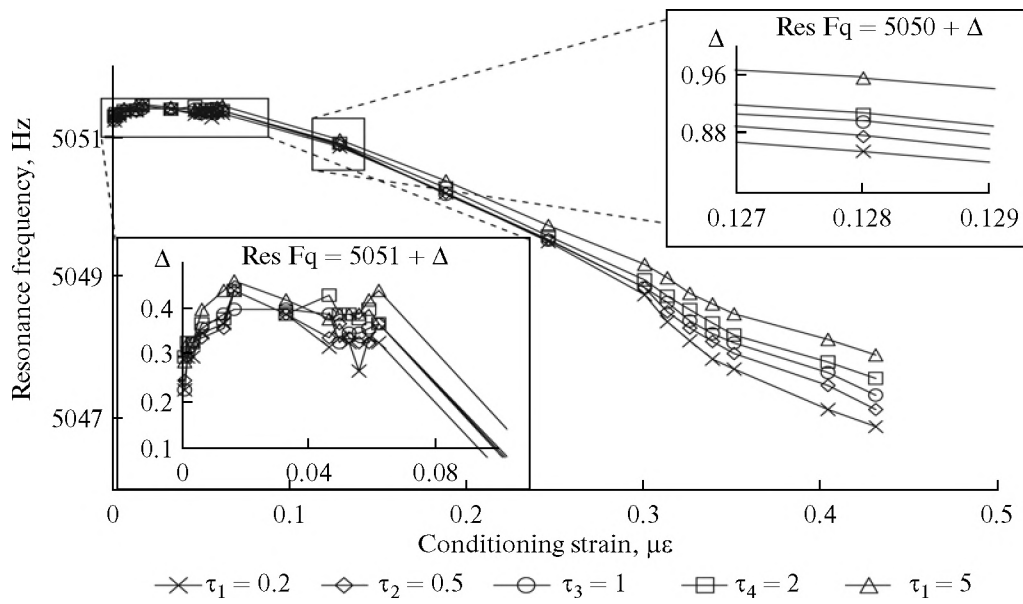 Res Fq = 5050 + Δ
Δ
0.96
0.88
0.127
0.128
0.129
Resonance frequency, Hz
5051
5049
5047
Res Fq = 5051 + Δ
Δ
0.4
0.3
0.2
0.1
0
0.04
0.08
0
0.1
0.2
0.3
0.4
0.5
Conditioning strain, με
τ1 = 0.2
τ2 = 0.5
τ3 = 1
τ4 = 2
τ1 = 5